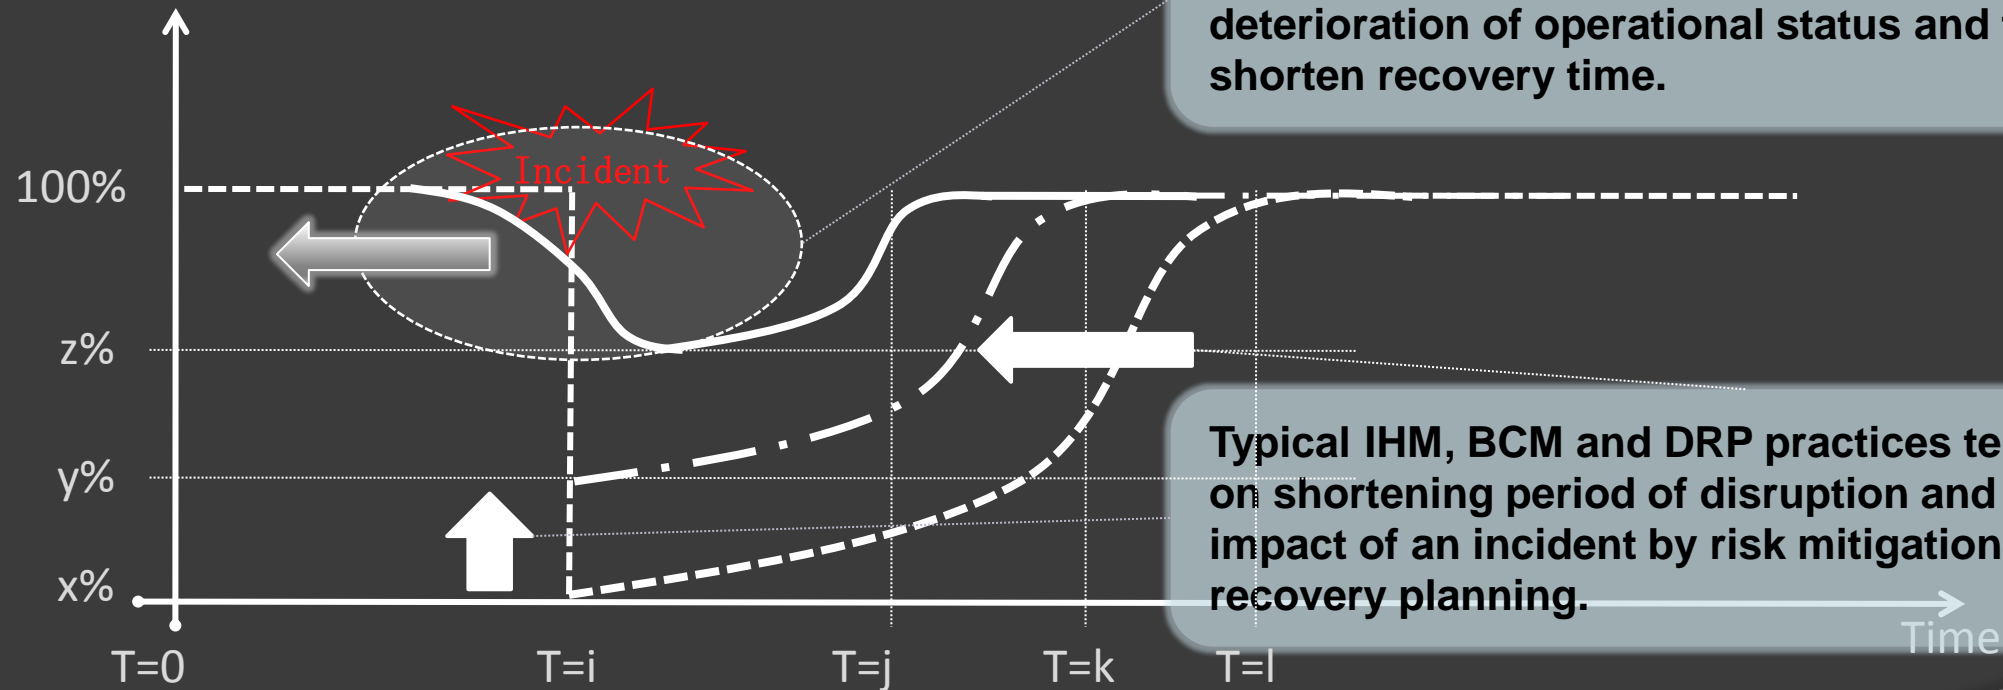 deterioration of operational status and
shorten recovery time.
Incident
100%
z%
y%
x%
Typical IHM, BCM and DRP practices
on shortening period of disruption and
impact of an incident by risk mitigation
recovery planning.
Time
T=0
T=i
T=j
T=k
T=l